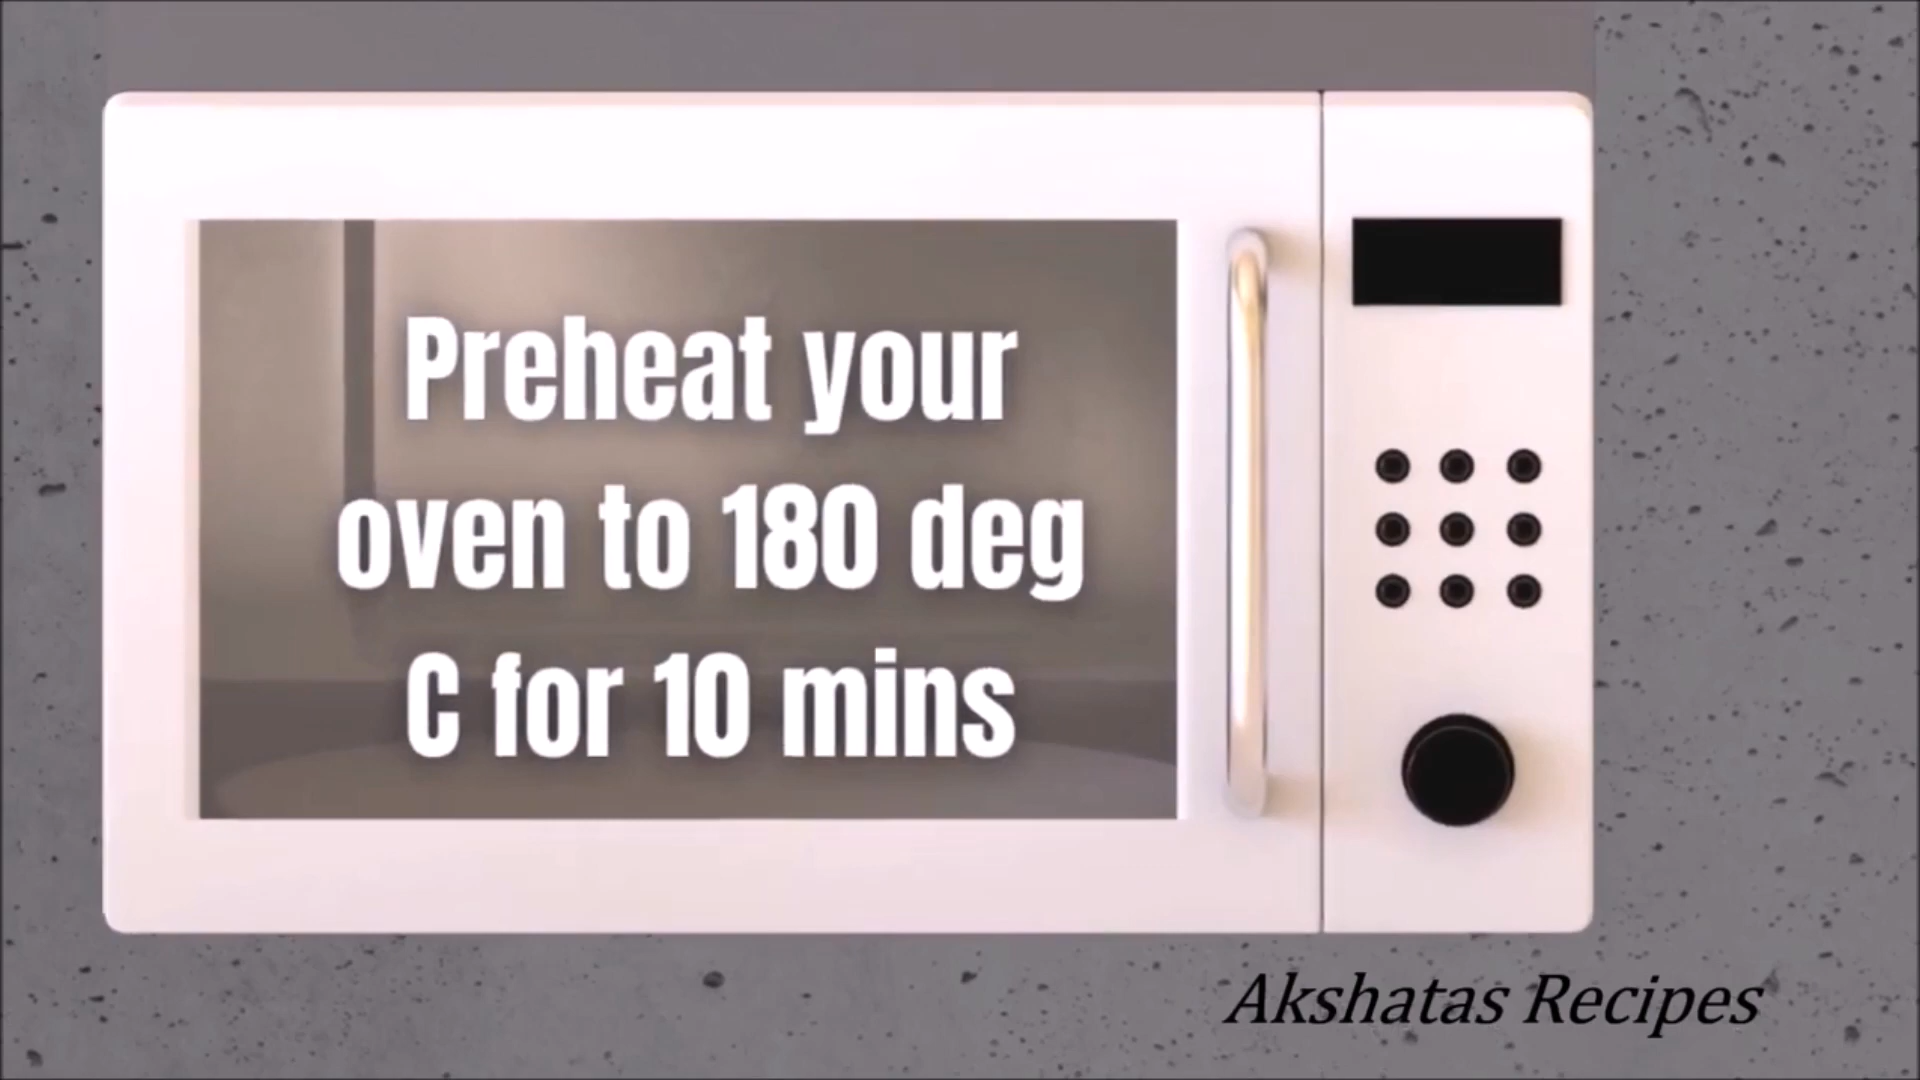 Preheat your
oven to 180 deg
C for 10 mins
Akshatas Recipes